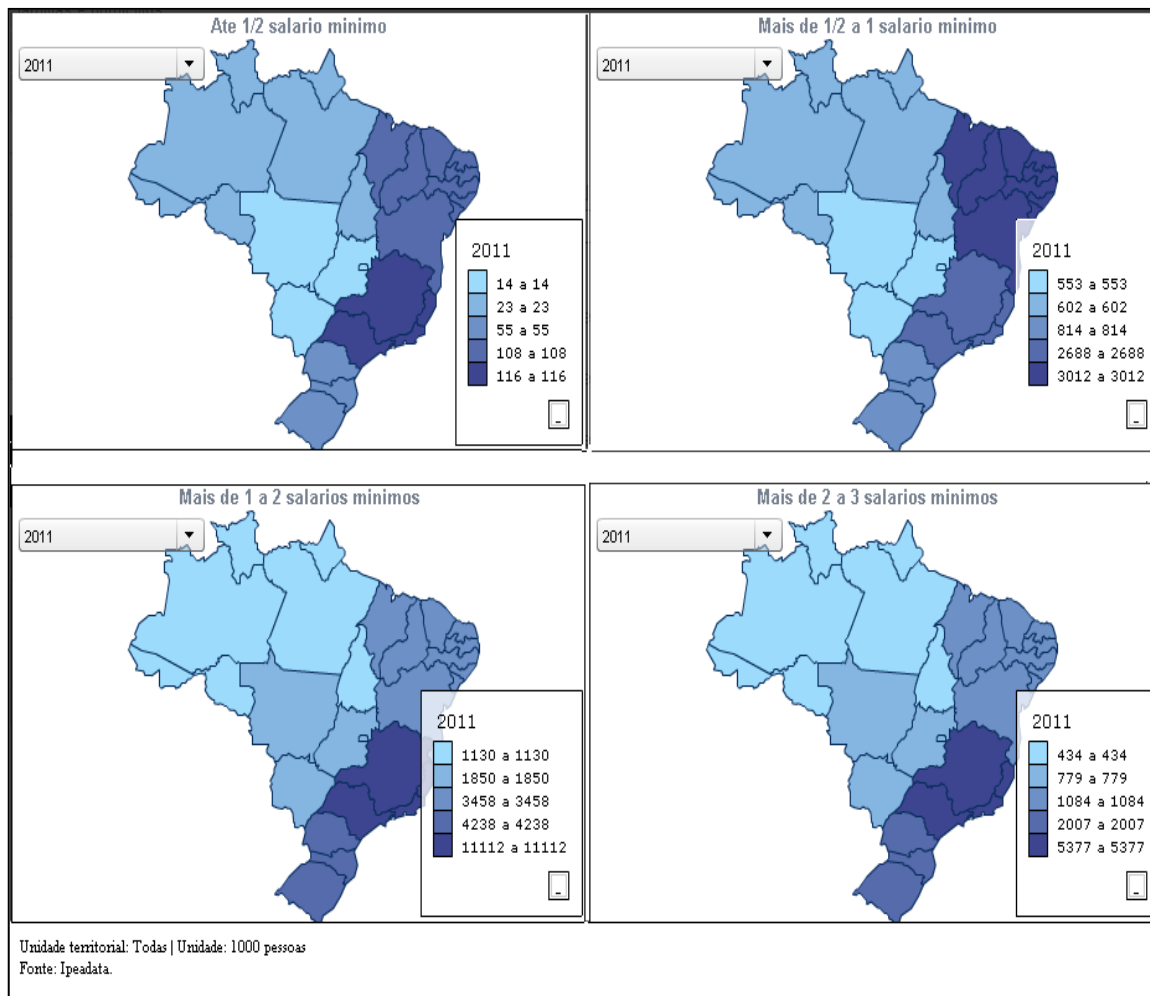 Ate 1/2 salario minimo
2011
2011
14 a 14
23 a 23
55 a 55
108 a 108
116 a 116
Mais de 1/2 a 1 salario minimo
2011
2011
553 a 553
602 a 602
814 a 814
2688 a 2688
3012 a 3012
Mais de 1 a 2 salarios minimos
2011
2011
1130 a 1130
1850 a 1850
3458 a 3458
4238 a 4238
11112 a 11112
Mais de 2 a 3 salarios minimos
2011
2011
434 a 434
779 a 779
1084 a 1084
2007 a 2007
5377 a 5377
Unidade territorial: Todas | Unidade: 1000 pessoas
Fonte: Ipeadata.